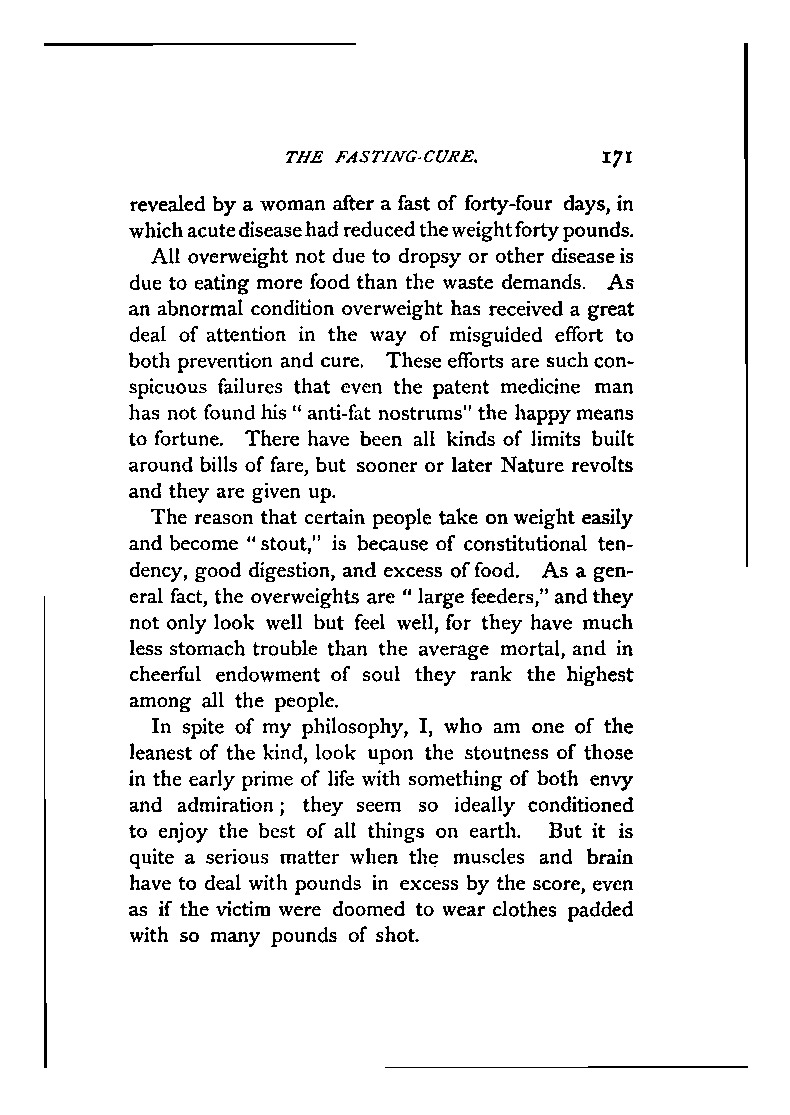 THE FASTING-CURE. 171
revealed by a woman after a fast of forty-four days, in
which acute disease had reduced the weight forty pounds.
All overweight not due to dropsy or other disease is
due to eating more food than the waste demands. As
an abnormal condition overweight has received a great
deal of attention in the way of misguided effort to
both prevention and cure. These efforts are such con-
spicuous failures that even the patent medicine man
has not found his “ anti-fat nostrums” the happy means
to fortune. There have been all kinds of limits built
around bills of fare, but sooner or later Nature revolts
and they are given up.
The reason that certain people take on weight easily
and become “ stout,” is because of constitutional ten-
dency, good digestion, and excess of food. As a gen-
eral fact, the overweights are “ large feeders,” and they
not only look well but feel well, for they have much
less stomach trouble than the average mortal, and in
cheerful endowment of soul they rank the highest
among all the people.
In spite of my philosophy, I, who am one of the
leanest of the kind, look upon the stoutness of those
in the early prime of life with something of both envy
and admiration ; they seem so ideally conditioned
to enjoy the best of all things on earth. But it is
quite a serious matter when the muscles and brain
have to deal with pounds in excess by the score, even
as if the victim were doomed to wear clothes padded
with so many pounds of shot.